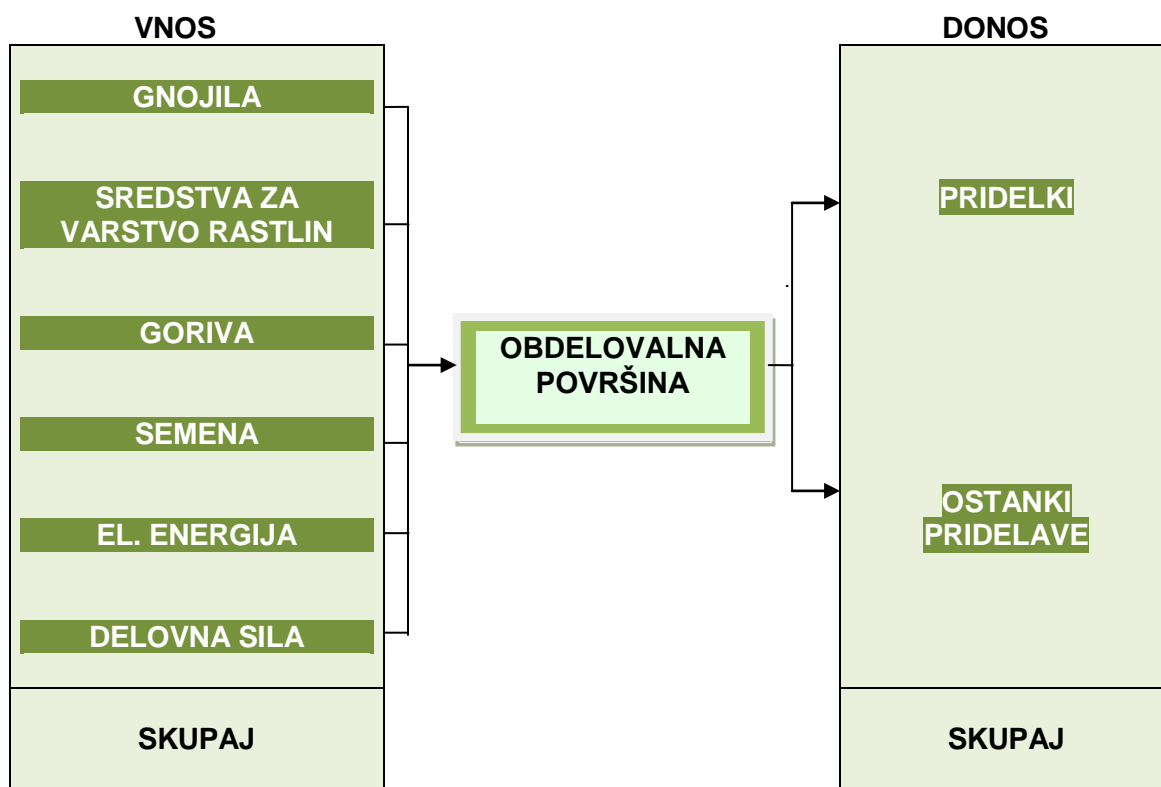 VNOS
GNOJILA
SREDSTVA ZA
VARSTVO RASTLIN
GORIVA
SEMENA
EL. ENERGIJA
DELOVNA SILA
SKUPAJ
OBDELOVALNA
POVRŠINA
DONOS
PRIDELKI
OSTANKI
PRIDELAVE
SKUPAJ